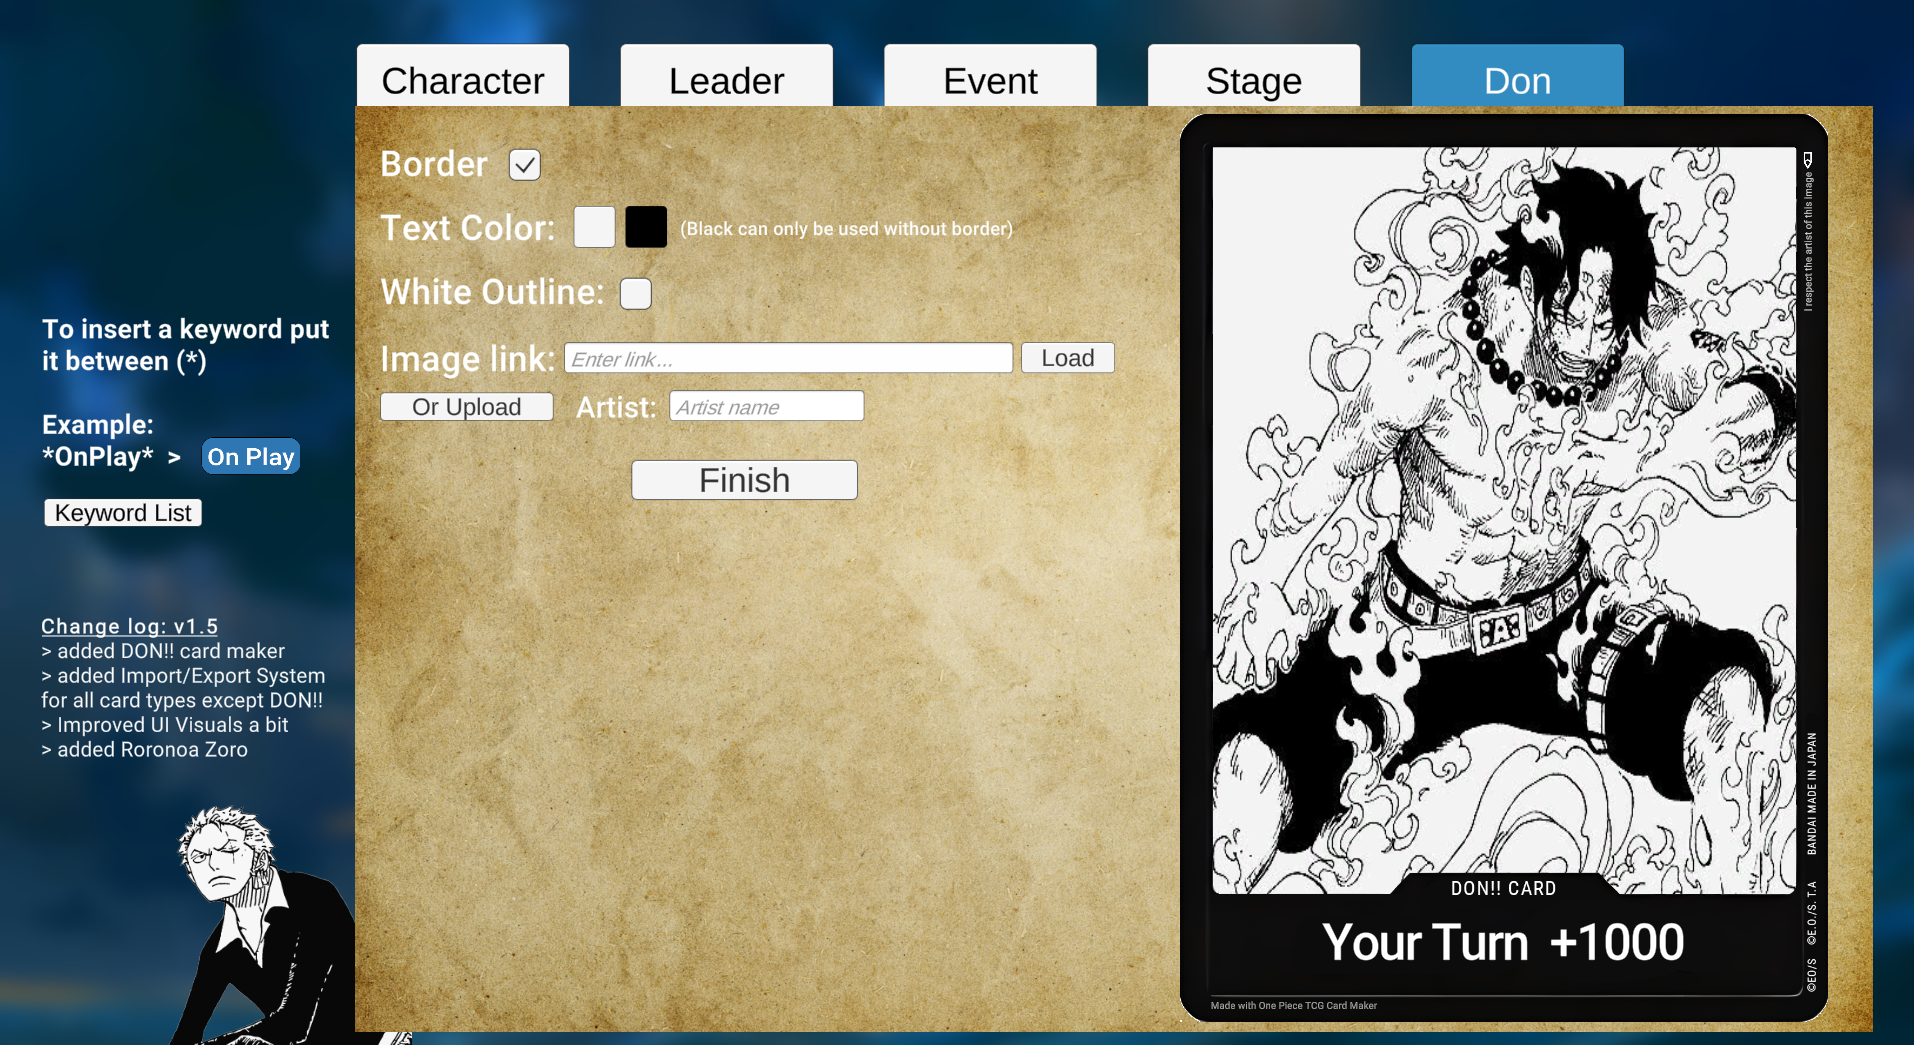 Character
Leader
Event
Stage
Don
Border
Text Color:
(Black can only be used without border)
White Outline:
Image link:
Enter link...
Load
Or Upload
Artist:
Artist name
Finish
To insert a keyword put
it between (*)
Example:
*OnPlay* >
On Play
Keyword List
Change log: v1.5
> added DON!! card maker
> added Import/Export System
for all card types except DON!!
> Improved UI Visuals a bit
> added Roronoa Zoro
I respect the artist of this image
A
DON!! CARD
Your Turn +1000
©EO/S ©E.O./S. T.A BANDAI MADE IN JAPAN
Made with One Piece TCG Card Maker